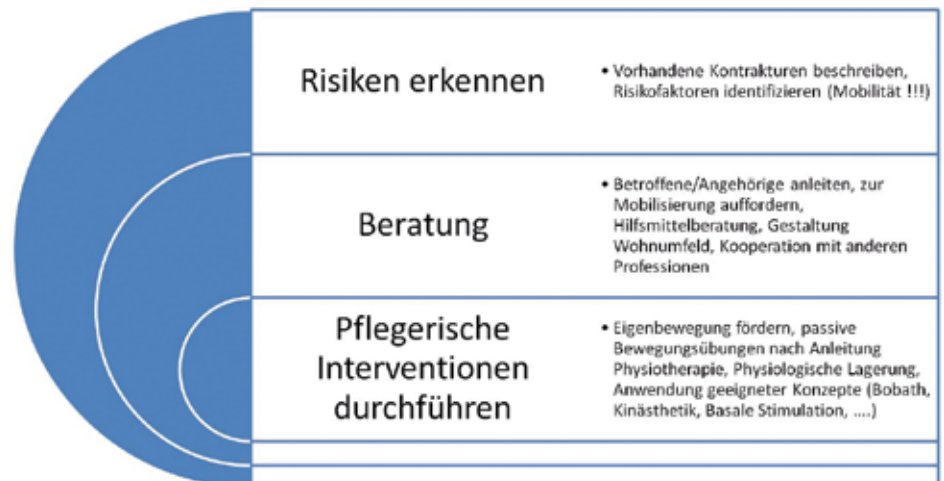 Risiken erkennen
• Vorhandene Kontrakturen beschreiben,
Risikofaktoren identifizieren (Mobilität !!!)
Beratung
• Betroffene/Angehörige anleiten, zur
Mobilisierung auffordern,
Hilfsmittelberatung, Gestaltung
Wohnumfeld, Kooperation mit anderen
Professionen
Pflegerische
Interventionen
durchführen
• Eigenbewegung fördern, passive
Bewegungsübungen nach Anleitung
Physiotherapie, Physiologische Lagerung,
Anwendung geeigneter Konzepte (Bobath,
Kinästhetik, Basale Stimulation, ....)